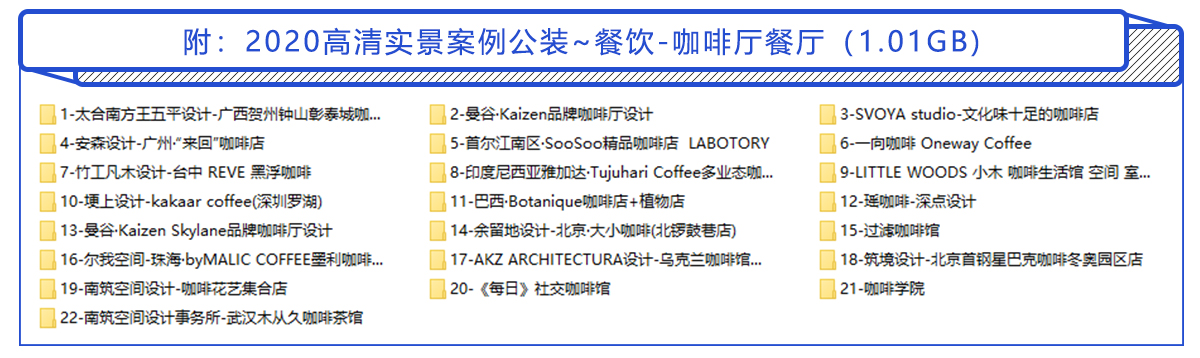 附：2020高清实景案例公装~餐饮-咖啡厅餐厅（1.01GB）
1-太合南方王五平设计-广西贺州钟山彰泰城咖...
2-曼谷·Kaizen品牌咖啡厅设计
3-SVOYA studio-文化味十足的咖啡店
4-安森设计-广州·“来回”咖啡店
5-首尔江南区·SooSoo精品咖啡店 LABOTORY
6-一向咖啡 Oneway Coffee
7-竹工凡木设计-台中 REVE 黑浮咖啡
8-印度尼西亚雅加达·Tujuhari Coffee多业态咖...
9-LITTLE WOODS 小木 咖啡生活馆 空间 室...
10-埂上设计-kakaar coffee(深圳罗湖)
11-巴西·Botanique咖啡店+植物店
12-瑶咖啡-深点设计
13-曼谷·Kaizen Skylane品牌咖啡厅设计
14-余留地设计-北京·大小咖啡(北锣鼓巷店)
15-过滤咖啡馆
16-尔我空间-珠海·byMALIC COFFEE墨利咖啡...
17-AKZ ARCHITECTURA设计-乌克兰咖啡馆...
18-筑境设计-北京首钢星巴克咖啡冬奥园区店
19-南筑空间设计-咖啡花艺集合店
20-《每日》社交咖啡馆
21-咖啡学院
22-南筑空间设计事务所-武汉木从久咖啡茶馆